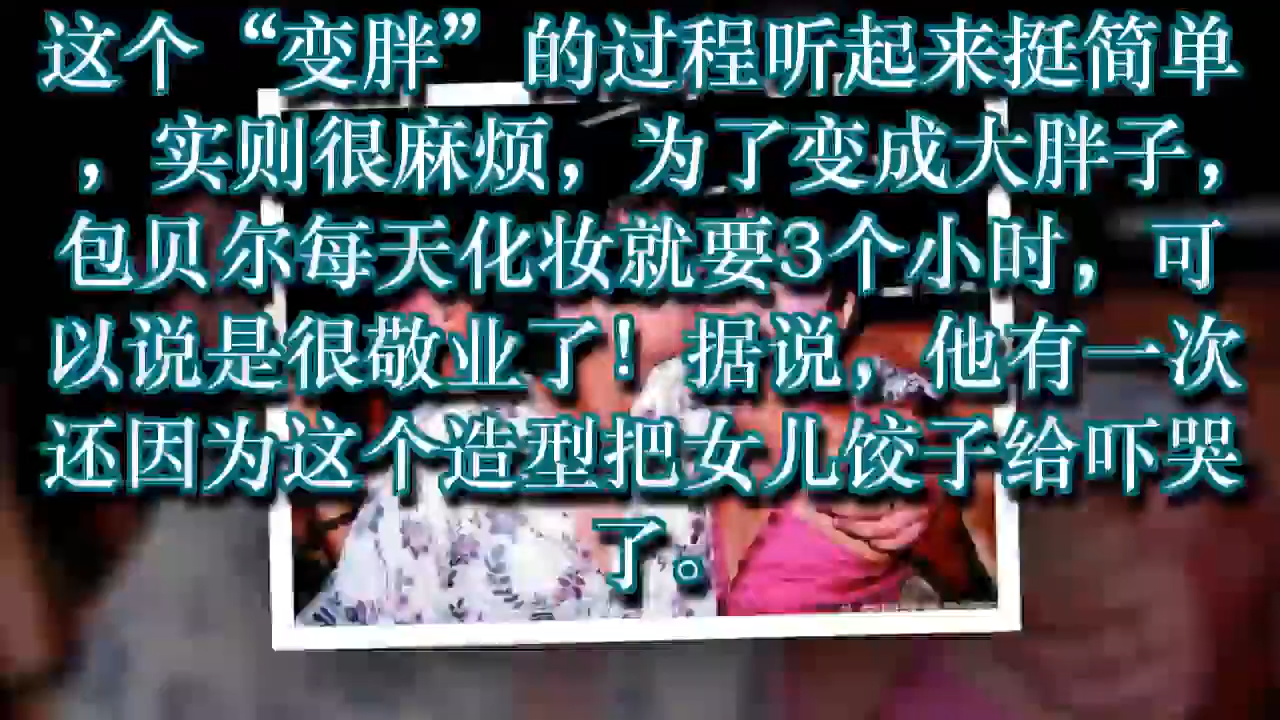 这个“变胖”的过程听起来挺简单
，实则很麻烦，为了变成大胖子，
包贝尔每天化妆就要3个小时，可
以说是很敬业了！据说，他有一次
还因为这个造型把女儿饺子给吓哭
了。